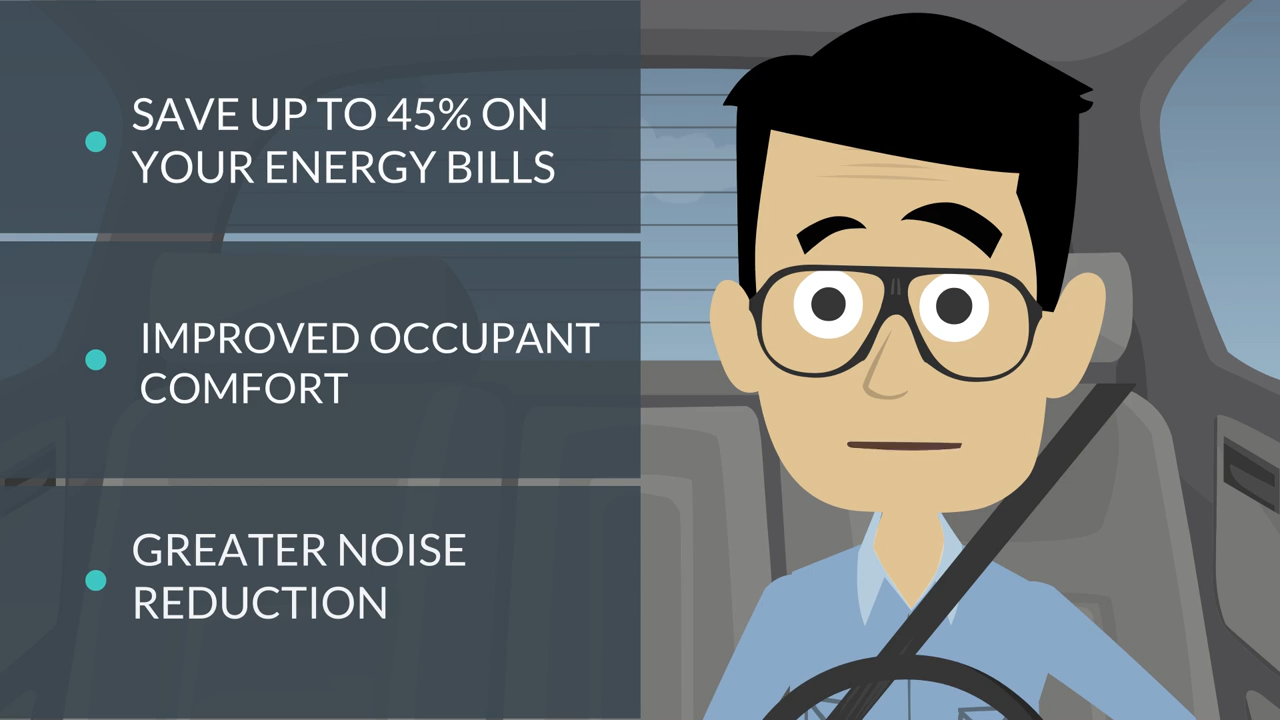 SAVE UP TO 45% ON
YOUR ENERGY BILLS
IMPROVED OCCUPANT
COMFORT
GREATER NOISE
REDUCTION